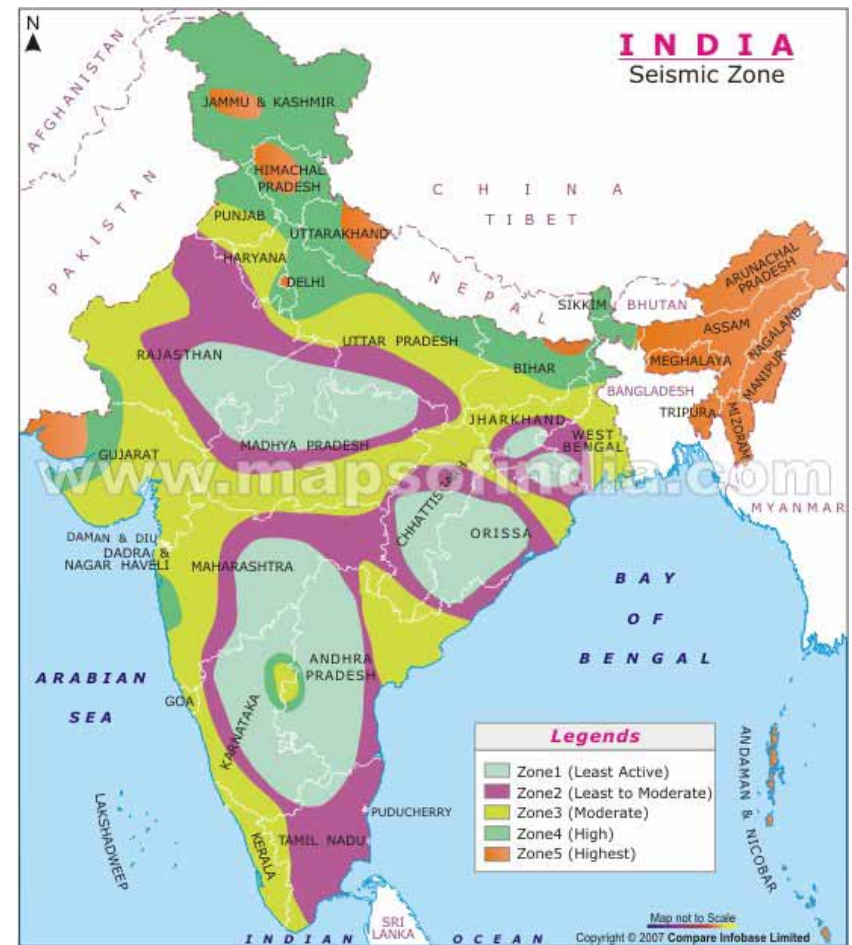 N
INDIA
Seismic Zone
AFGHANISTAN
PAKISTAN
CHINA
TIBET
NEPAL
BHUTAN
BANGLADESH
MYANMAR
SRI
LANKA
JAMMU & KASHMIR
HIMACHAL
PRADESH
PUNJAB
UTTARAKHAND
HARYANA
DELHI
RAJASTHAN
UTTAR PRADESH
SIKKIM
ARUNACHAL
PRADESH
ASSAM
NAGALAND
MEGHALAYA
MANIPUR
TRIPURA
MIZORAM
BIHAR
JHARKHAND
WEST
BENGAL
MADHYA PRADESH
GUJARAT
www.mapsofindia.com
CHHATTISGARH
ORISSA
DAMAN & DIU
DADRA &
NAGAR HAVELI
MAHARASHTRA
ANDHRA
PRADESH
GOA
KARNATAKA
PUDUCHERRY
TAMIL NADU
KERALA
LAKSHADWEEP
ANDAMAN & NICOBAR
ARABIAN
SEA
BAY
OF
BENGAL
INDIAN OCEAN
Legends
Zone1 (Least Active)
Zone2 (Least to Moderate)
Zone3 (Moderate)
Zone4 (High)
Zone5 (Highest)
Map not to Scale
Copyright © 2007 Compare Infobase Limited